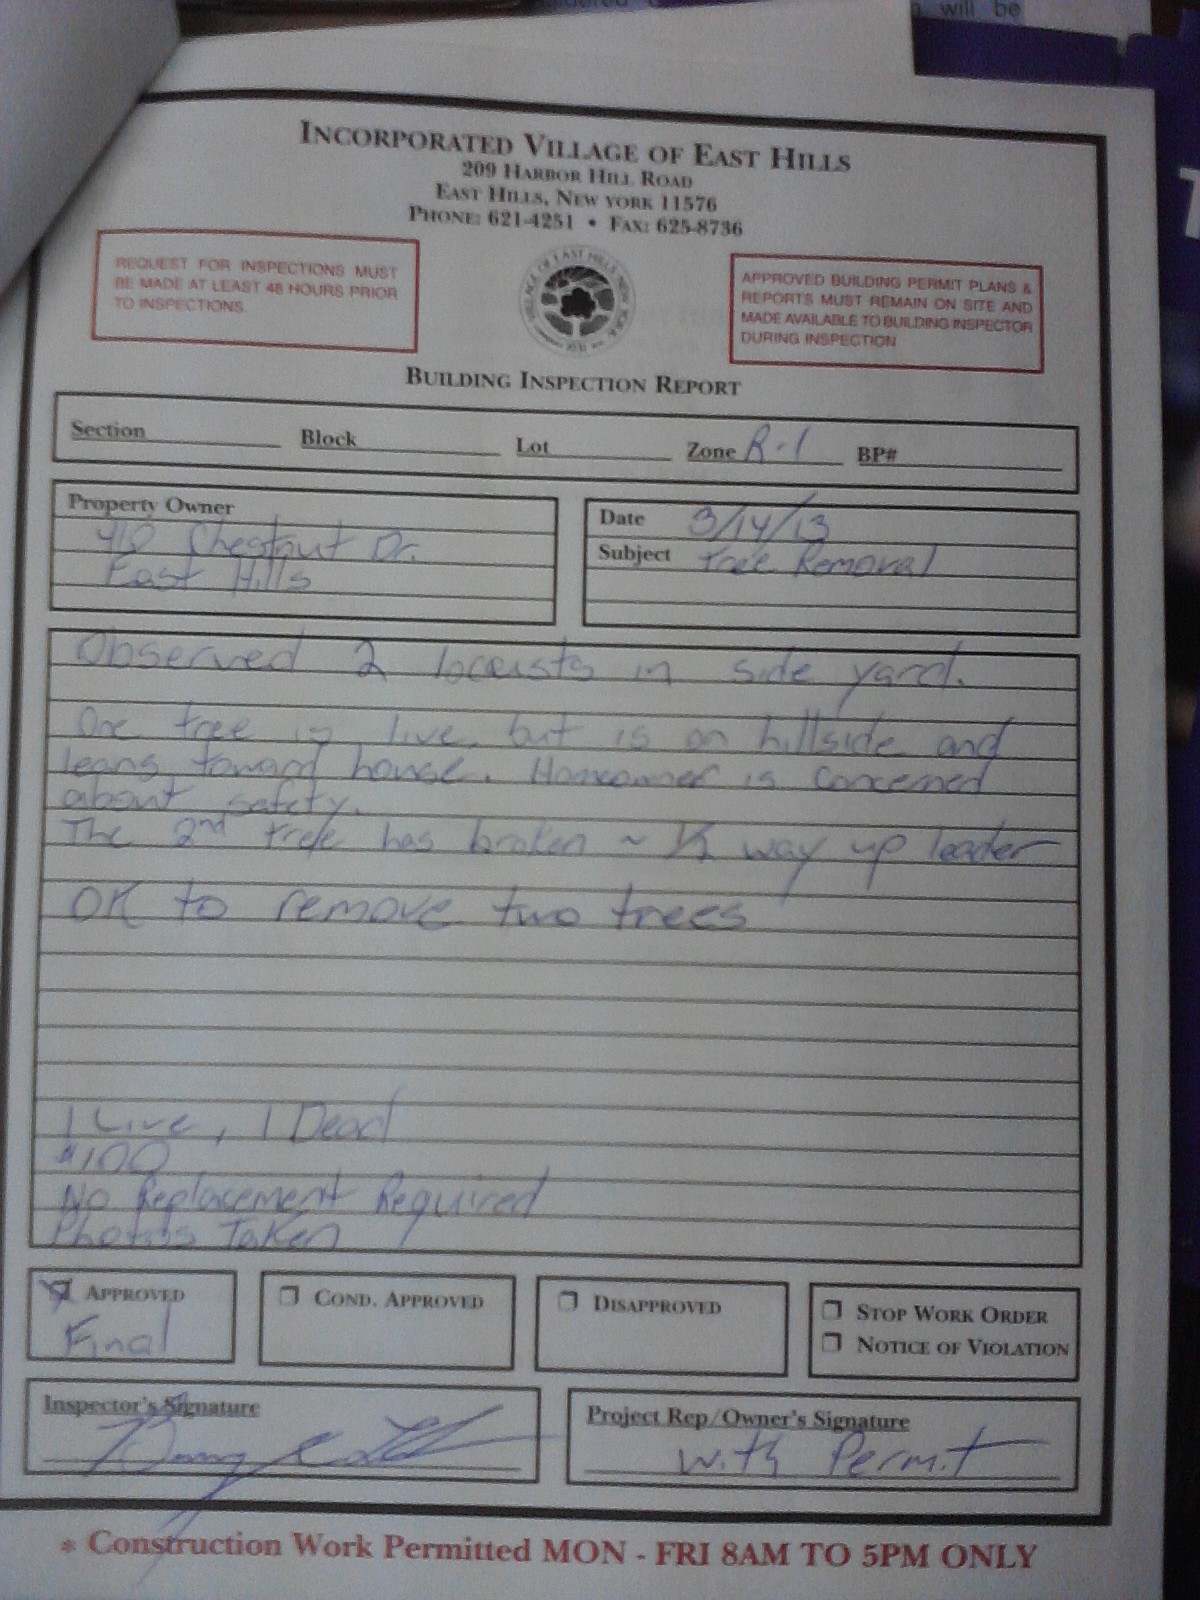 will be
INCORPORATED VILLAGE OF EAST HILLS
209 HARBOR HILL ROAD
EAST HILLS, NEW YORK 11576
PHONE: 621-4251 • FAX: 625-8736
REQUEST FOR INSPECTIONS MUST
BE MADE AT LEAST 48 HOURS PRIOR
TO INSPECTIONS.
VILLAGE OF EAST HILLS NEW YORK
APPROVED BUILDING PERMIT PLANS &
REPORTS MUST REMAIN ON SITE AND
MADE AVAILABLE TO BUILDING INSPECTOR
DURING INSPECTION
BUILDING INSPECTION REPORT
Section Block Lot Zone R-1 BP#
Property Owner
410 Chestnut Dr.
East Hills
Date 3/14/13
Subject Tree Removal
Observed 2 locusts in side yard.
One tree is live, but is on hillside and
leans toward house. Homeowner is concerned
about safety.
The 2nd tree has broken ~ 1/2 way up leader
OK to remove two trees
1 Live, 1 Dead
$100
No Replacement Required
Photos Taken
APPROVED
Final
COND. APPROVED
DISAPPROVED
STOP WORK ORDER
NOTICE OF VIOLATION
Inspector's Signature
Project Rep/Owner's Signature
with Permit
* Construction Work Permitted MON - FRI 8AM TO 5PM ONLY